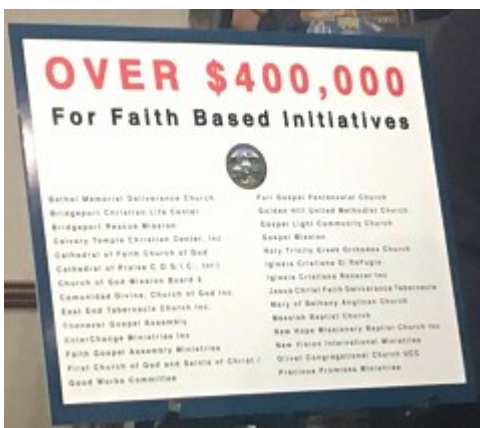 OVER $400,000
For Faith Based Initiatives
Bethel Memorial Deliverance Church
Bridgeport Christian Life Center
Bridgeport Rescue Mission
Calvary Temple Christian Center, Inc
Cathedral of Faith Church of God
Cathedral of Praise C.O.G.I.C., Int'l
Church of God Mission Board
Comunidad Divina, Church of God Inc.
East End Tabernacle Church Inc.
Ebenezer Gospel Assembly
EnterChange Ministries Inc
Faith Gospel Assembly Ministries
First Church of God and Saints of Christ /
Good Works Committee
Full Gospel Pentecostal Church
Golden Hill United Methodist Church
Gospel Light Community Church
Gospel Mission
Holy Trinity Greek Orthodox Church
Iglesia Cristiana El Refugio
Iglesia Cristiana Renacer Inc
Jesus Christ Faith Deliverance Tabernacle
Mary of Bethany Anglican Church
Messiah Baptist Church
New Hope Missionary Baptist Church Inc
New Vision International Ministries
Olivet Congregational Church UCC
Precious Promises Ministries